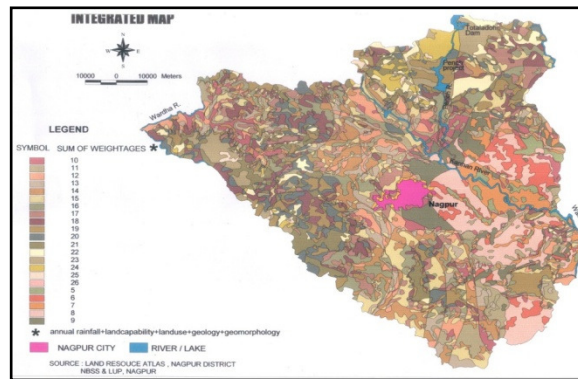 INTEGRATED MAP
N
W E
S
10000 0 10000 Meters
Totaladoh Dam
Wardha R.
Kanhan River
Nagpur
LEGEND
SYMBOL SUM OF WEIGHTAGES *
10
11
12
13
14
15
16
17
18
19
20
21
22
23
24
25
26
5
6
7
8
9
* annual rainfall+landcapability+landuse+geology+geomorphology
NAGPUR CITY RIVER / LAKE
SOURCE : LAND RESOUCE ATLAS , NAGPUR DISTRICT
NBSS & LUP, NAGPUR